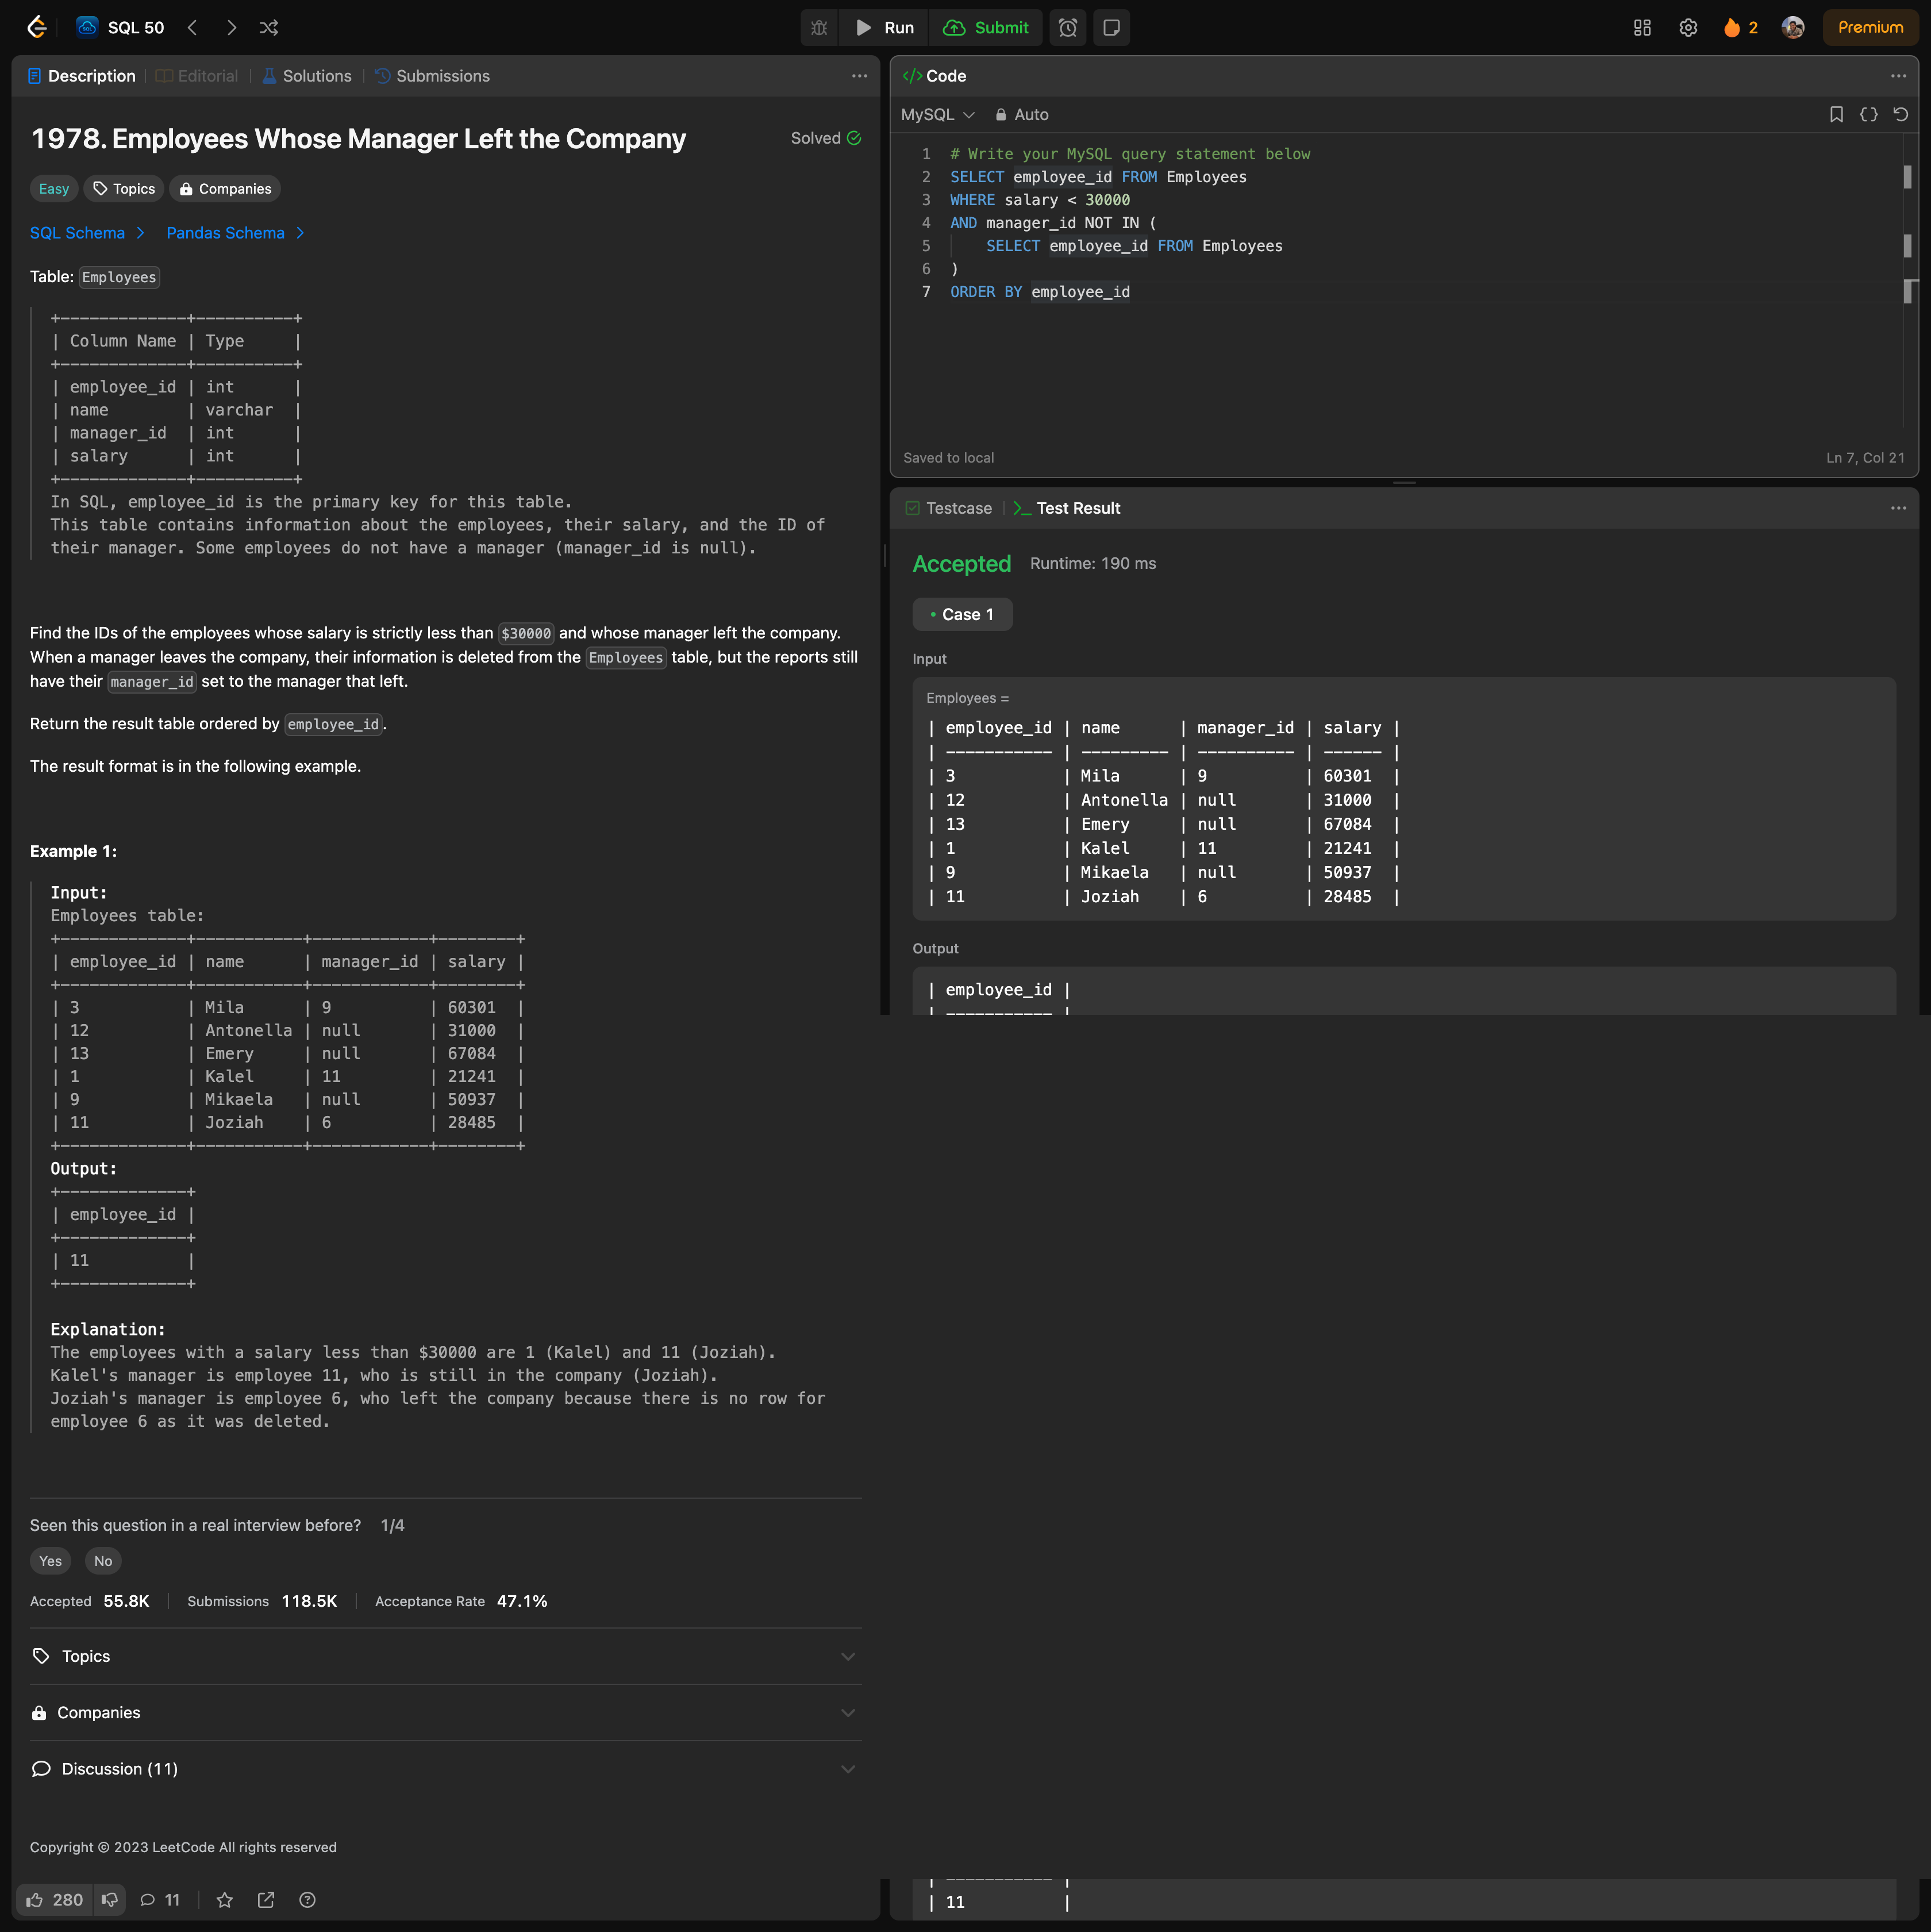 SQL 50
Run
Submit
2
Premium
Description
Editorial
Solutions
Submissions
1978. Employees Whose Manager Left the Company
Solved
Easy
Topics
Companies
SQL Schema
Pandas Schema
Table: Employees
+-------------+----------+
| Column Name | Type     |
+-------------+----------+
| employee_id | int      |
| name        | varchar  |
| manager_id  | int      |
| salary      | int      |
+-------------+----------+
In SQL, employee_id is the primary key for this table.
This table contains information about the employees, their salary, and the ID of
their manager. Some employees do not have a manager (manager_id is null).
Find the IDs of the employees whose salary is strictly less than $30000 and whose manager left the company.
When a manager leaves the company, their information is deleted from the Employees table, but the reports still
have their manager_id set to the manager that left.
Return the result table ordered by employee_id.
The result format is in the following example.
Example 1:
Input:
Employees table:
+-------------+-----------+------------+--------+
| employee_id | name      | manager_id | salary |
+-------------+-----------+------------+--------+
| 3           | Mila      | 9          | 60301  |
| 12          | Antonella | null       | 31000  |
| 13          | Emery     | null       | 67084  |
| 1           | Kalel     | 11         | 21241  |
| 9           | Mikaela   | null       | 50937  |
| 11          | Joziah    | 6          | 28485  |
+-------------+-----------+------------+--------+
Output:
+-------------+
| employee_id |
+-------------+
| 11          |
+-------------+
Explanation:
The employees with a salary less than $30000 are 1 (Kalel) and 11 (Joziah).
Kalel's manager is employee 11, who is still in the company (Joziah).
Joziah's manager is employee 6, who left the company because there is no row for
employee 6 as it was deleted.
Seen this question in a real interview before? 1/4
Yes
No
Accepted 55.8K
Submissions 118.5K
Acceptance Rate 47.1%
Topics
Companies
Discussion (11)
Copyright © 2023 LeetCode All rights reserved
280
11
</> Code
MySQL
Auto
1 # Write your MySQL query statement below
2 SELECT employee_id FROM Employees
3 WHERE salary < 30000
4 AND manager_id NOT IN (
5     SELECT employee_id FROM Employees
6 )
7 ORDER BY employee_id
Saved to local
Ln 7, Col 21
Testcase
Test Result
Accepted
Runtime: 190 ms
Case 1
Input
Employees =
| employee_id | name      | manager_id | salary |
| ----------- | --------- | ---------- | ------ |
| 3           | Mila      | 9          | 60301  |
| 12          | Antonella | null       | 31000  |
| 13          | Emery     | null       | 67084  |
| 1           | Kalel     | 11         | 21241  |
| 9           | Mikaela   | null       | 50937  |
| 11          | Joziah    | 6          | 28485  |
Output
| employee_id |
| ----------- |
| 11          |